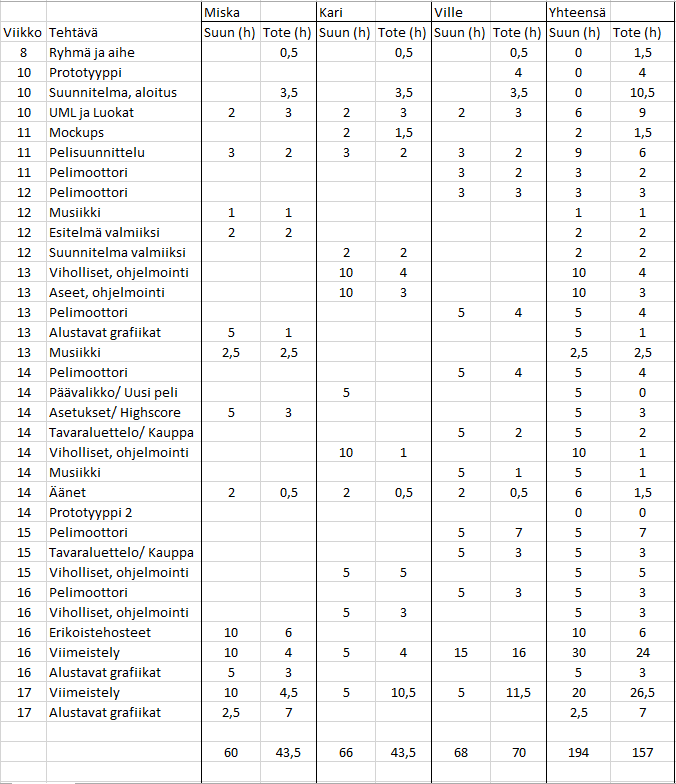 Miska Kari Ville Yhteensä
Viikko Tehtävä Suun (h) Tote (h) Suun (h) Tote (h) Suun (h) Tote (h) Suun (h) Tote (h)
8 Ryhmä ja aihe 0,5 0,5 0,5 0 1,5
10 Prototyyppi 4 0 4
10 Suunnitelma, aloitus 3,5 3,5 3,5 0 10,5
10 UML ja Luokat 2 3 2 3 2 3 6 9
11 Mockups 2 1,5 2 1,5
11 Pelisuunnittelu 3 2 3 2 3 2 9 6
11 Pelimoottori 3 2 3 2
12 Pelimoottori 3 3 3 3
12 Musiikki 1 1 1 1
12 Esitelmä valmiiksi 2 2 2 2
12 Suunnitelma valmiiksi 2 2 2 2
13 Viholliset, ohjelmointi 10 4 10 4
13 Aseet, ohjelmointi 10 3 10 3
13 Pelimoottori 5 4 5 4
13 Alustavat grafiikat 5 1 5 1
13 Musiikki 2,5 2,5 2,5 2,5
14 Pelimoottori 5 4 5 4
14 Päävalikko/ Uusi peli 5 5 0
14 Asetukset/ Highscore 5 3 5 3
14 Tavaraluettelo/ Kauppa 5 2 5 2
14 Viholliset, ohjelmointi 10 1 10 1
14 Musiikki 5 1 5 1
14 Äänet 2 0,5 2 0,5 2 0,5 6 1,5
14 Prototyyppi 2 0 0
15 Pelimoottori 5 7 5 7
15 Tavaraluettelo/ Kauppa 5 3 5 3
15 Viholliset, ohjelmointi 5 5 5 5
16 Pelimoottori 5 3 5 3
16 Viholliset, ohjelmointi 5 3 5 3
16 Erikoistehosteet 10 6 10 6
16 Viimeistely 10 4 5 4 15 16 30 24
16 Alustavat grafiikat 5 3 5 3
17 Viimeistely 10 4,5 5 10,5 5 11,5 20 26,5
17 Alustavat grafiikat 2,5 7 2,5 7
60 43,5 66 43,5 68 70 194 157